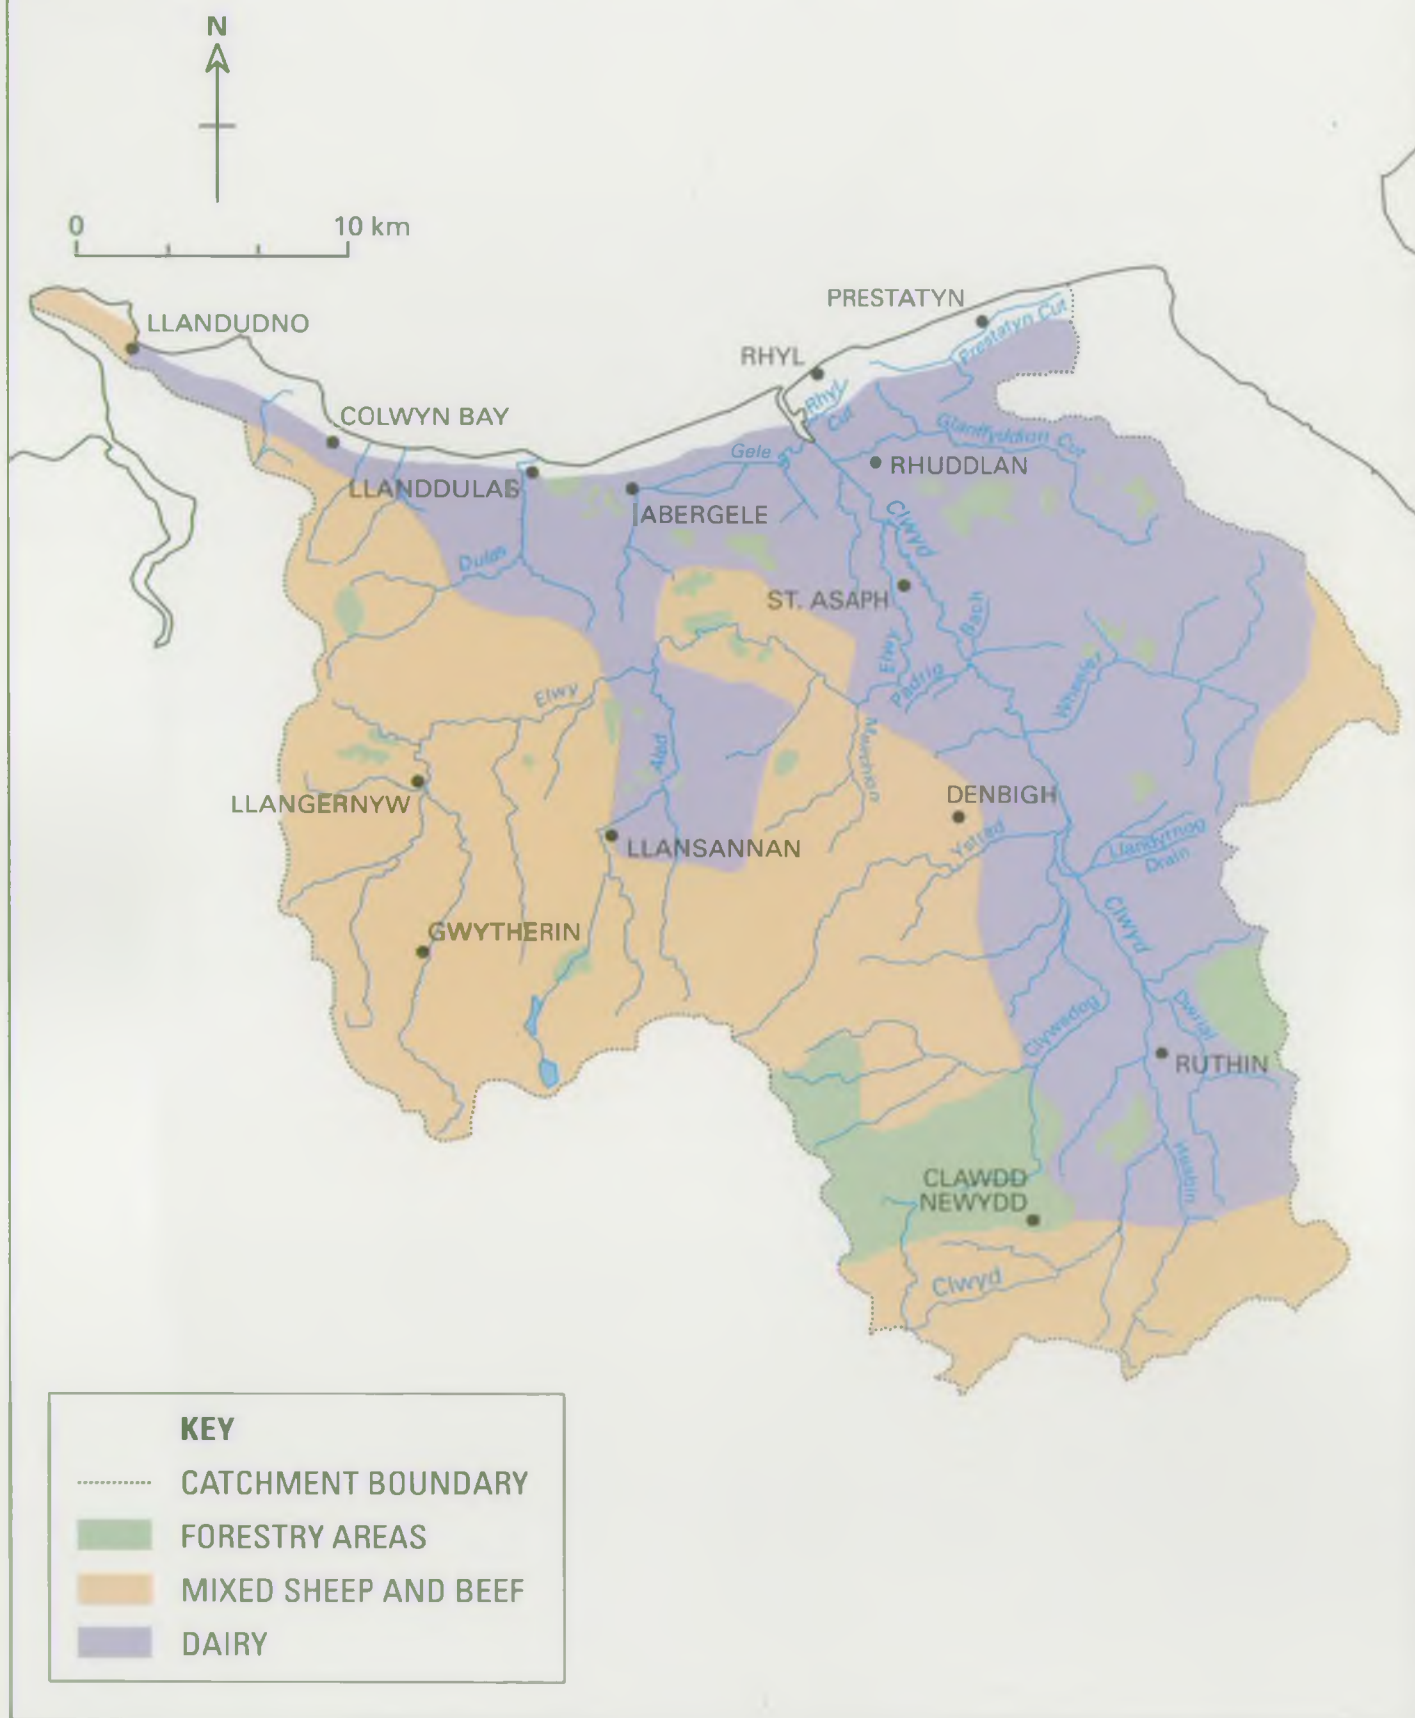 N
0 10 km
LLANDUDNO
PRESTATYN
Prestatyn Cut
RHYL
Rhyl
Cut
COLWYN BAY
Glanffyddion Cut
Gele
RHUDDLAN
LLANDDULAS
ABERGELE
Clwyd
Dulas
ST. ASAPH
Bach
Elwy
Padrig
Wheeler
Elwy
Aled
Meirchion
LLANGERNYW
DENBIGH
LLANSANNAN
Ystrad
Llandyrnog
Drain
GWYTHERIN
Clwyd
Clywedog
RUTHIN
CLAWDD
NEWYDD
Hesbin
Clwyd
KEY
CATCHMENT BOUNDARY
FORESTRY AREAS
MIXED SHEEP AND BEEF
DAIRY